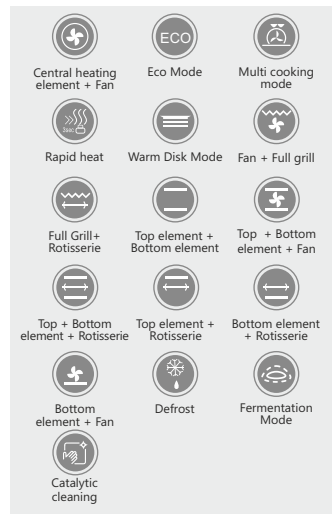 ECO
Central heating
element + Fan
Eco Mode
Multi cooking
mode
Rapid heat
Warm Disk Mode
Fan + Full grill
Full Grill+
Rotisserie
Top element +
Bottom element
Top + Bottom
element + Fan
Top + Bottom
element + Rotisserie
Top element +
Rotisserie
Bottom element
+ Rotisserie
Bottom
element + Fan
Defrost
Fermentation
Mode
Catalytic
cleaning